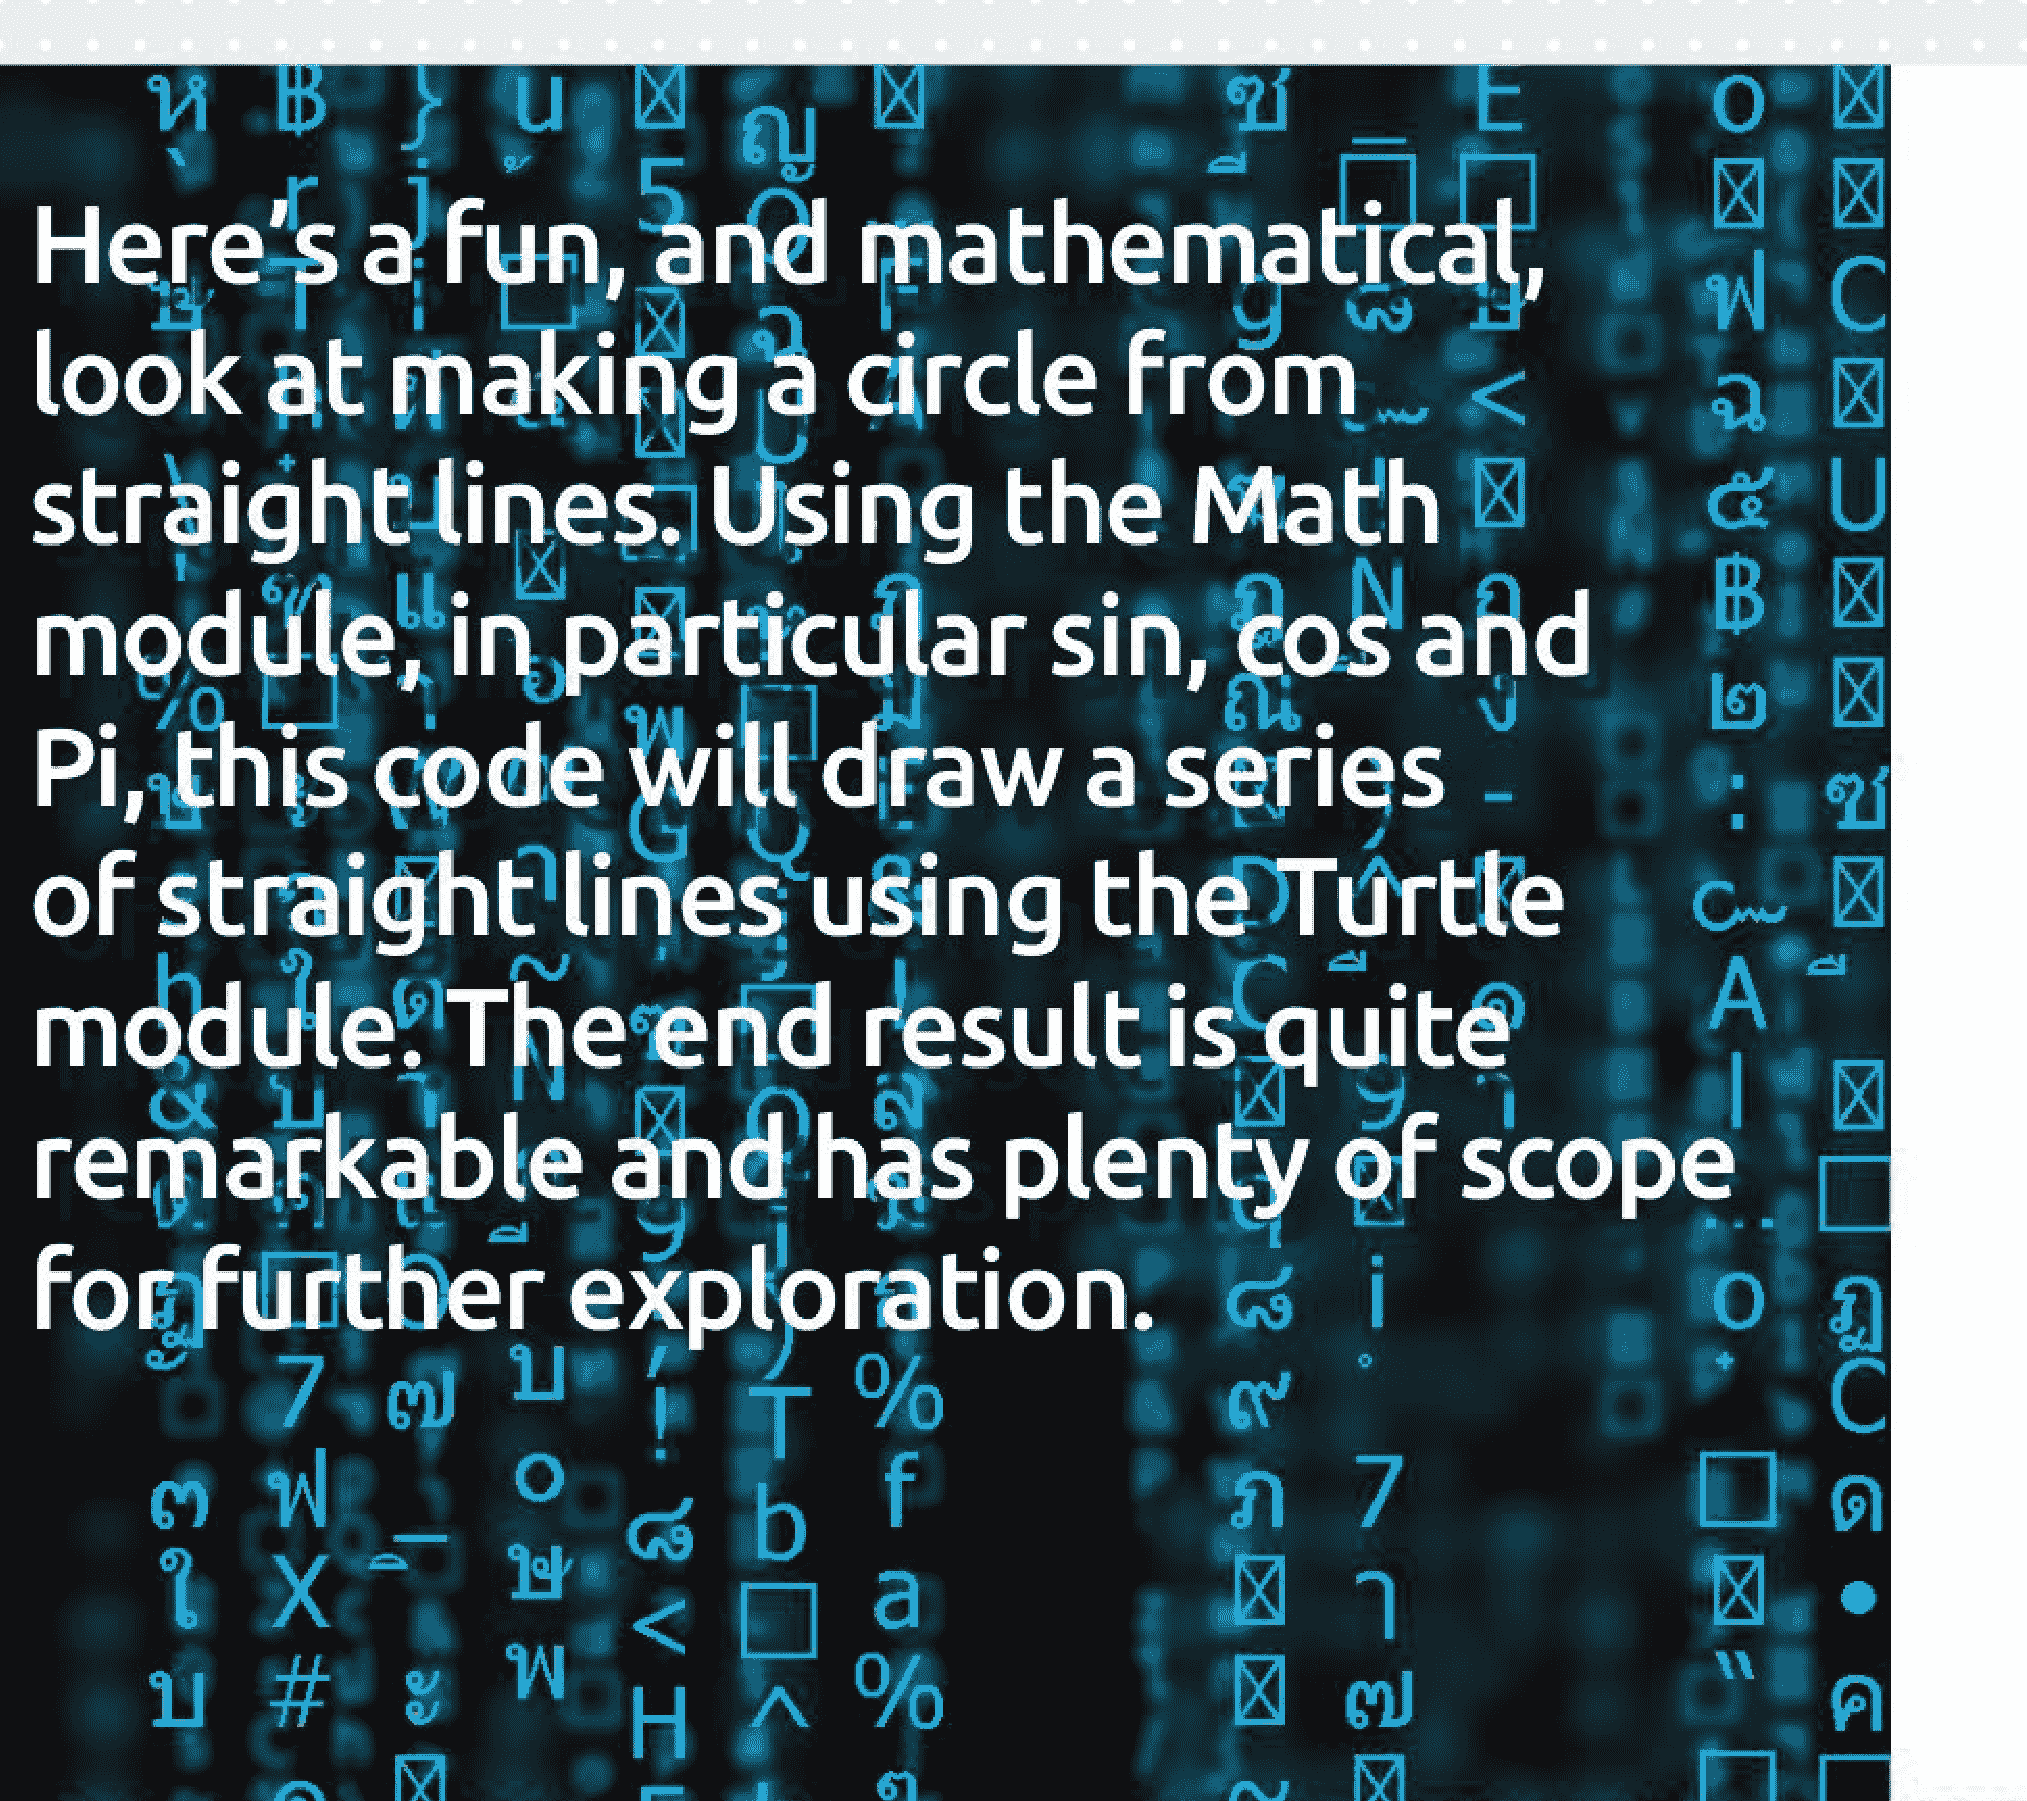 Here’s a fun, and mathematical,
look at making a circle from
straight lines. Using the Math
module, in particular sin, cos and
Pi, this code will draw a series
of straight lines using the Turtle
module. The end result is quite
remarkable and has plenty of scope
for further exploration.